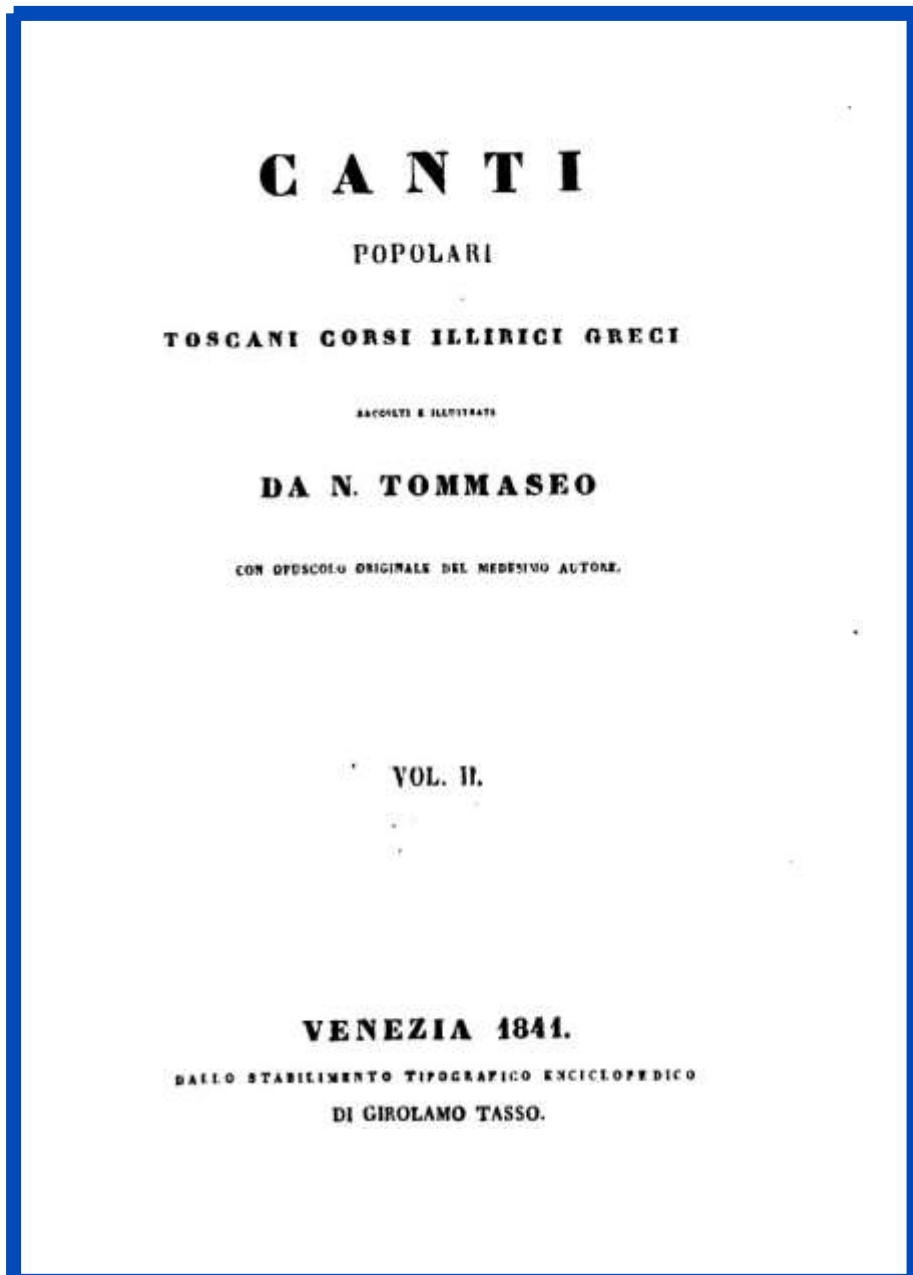 CANTI
POPOLARI
TOSCANI CORSI ILLIRICI GRECI
RACCOLTI E ILLUSTRATI
DA N. TOMMASEO
CON OPUSCOLO ORIGINALE DEL MEDESIMO AUTORE.
VOL. II.
VENEZIA 1841.
DALLO STABILIMENTO TIPOGRAFICO ENCICLOPEDICO
DI GIROLAMO TASSO.